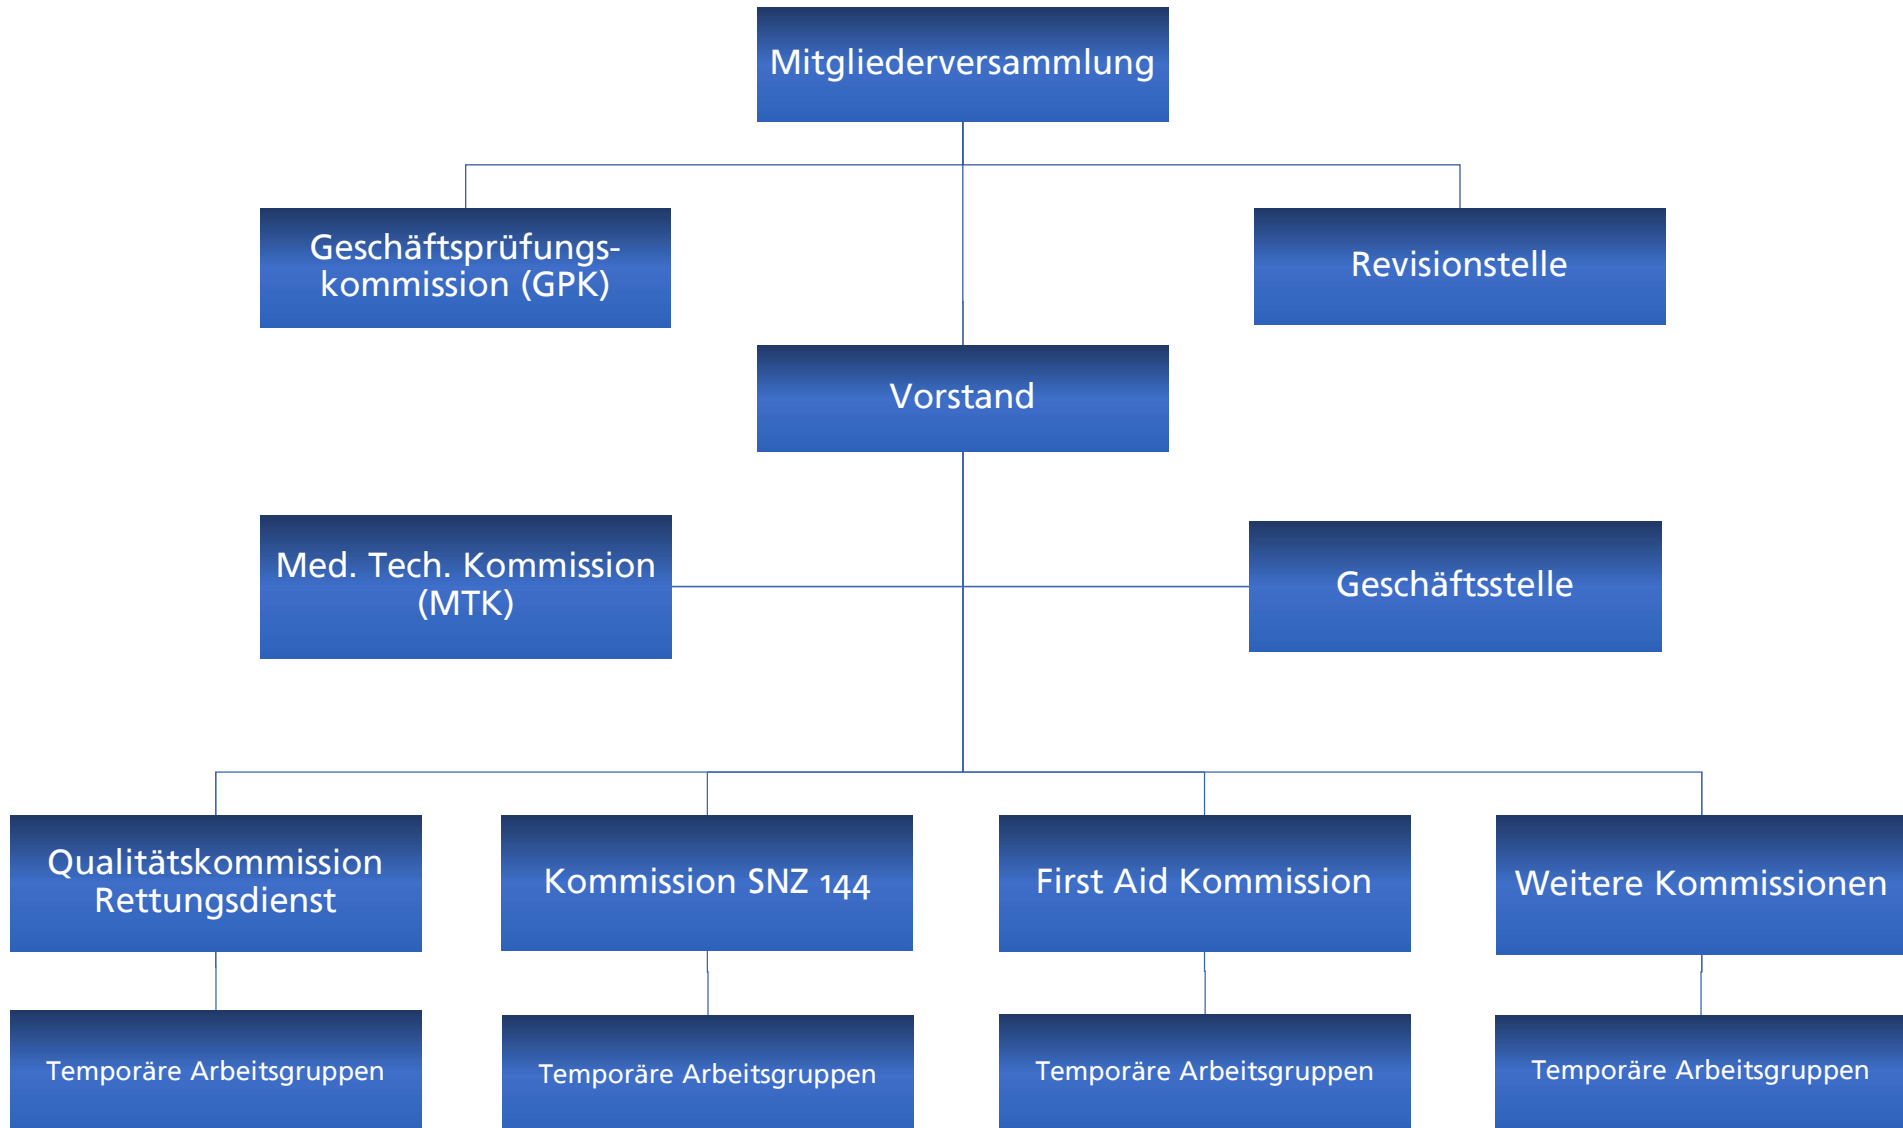 Mitgliederversammlung
Geschäftsprüfungs-
kommission (GPK)
Revisionstelle
Vorstand
Med. Tech. Kommission
(MTK)
Geschäftsstelle
Qualitätskommission
Rettungsdienst
Kommission SNZ 144
First Aid Kommission
Weitere Kommissionen
Temporäre Arbeitsgruppen
Temporäre Arbeitsgruppen
Temporäre Arbeitsgruppen
Temporäre Arbeitsgruppen